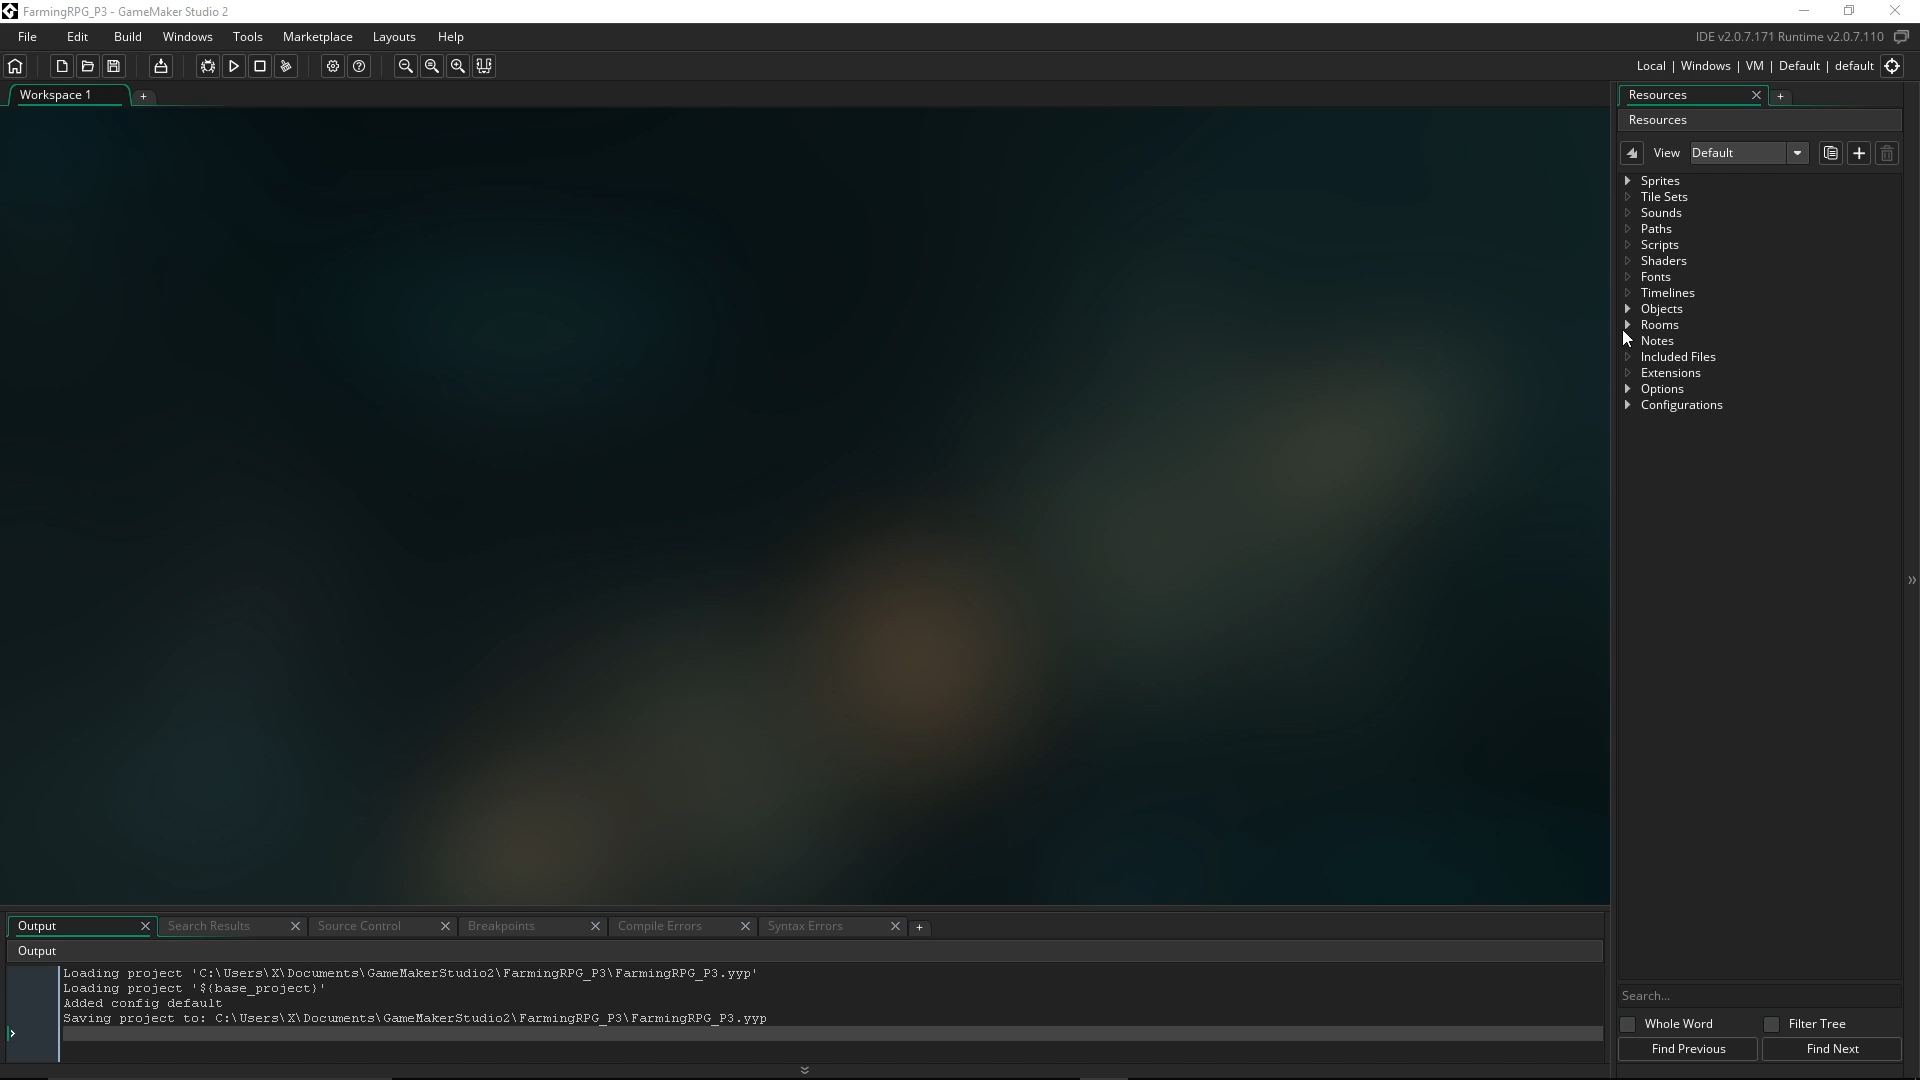 FarmingRPG_P3 - GameMaker Studio 2
File Edit Build Windows Tools Marketplace Layouts Help
IDE v2.0.7.171 Runtime v2.0.7.110
Local | Windows | VM | Default | default
Workspace 1 +
Resources +
Resources
View Default
Sprites
Tile Sets
Sounds
Paths
Scripts
Shaders
Fonts
Timelines
Objects
Rooms
Notes
Included Files
Extensions
Options
Configurations
Output Search Results Source Control Breakpoints Compile Errors Syntax Errors +
Output
Loading project 'C:\Users\X\Documents\GameMakerStudio2\FarmingRPG_P3\FarmingRPG_P3.yyp'
Loading project '${base_project}'
Added config default
Saving project to: C:\Users\X\Documents\GameMakerStudio2\FarmingRPG_P3\FarmingRPG_P3.yyp
Search...
Whole Word Filter Tree
Find Previous Find Next